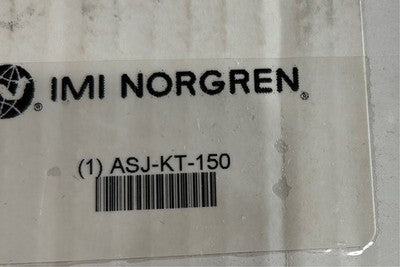 ® IMI NORGREN®
(1) ASJ-KT-150